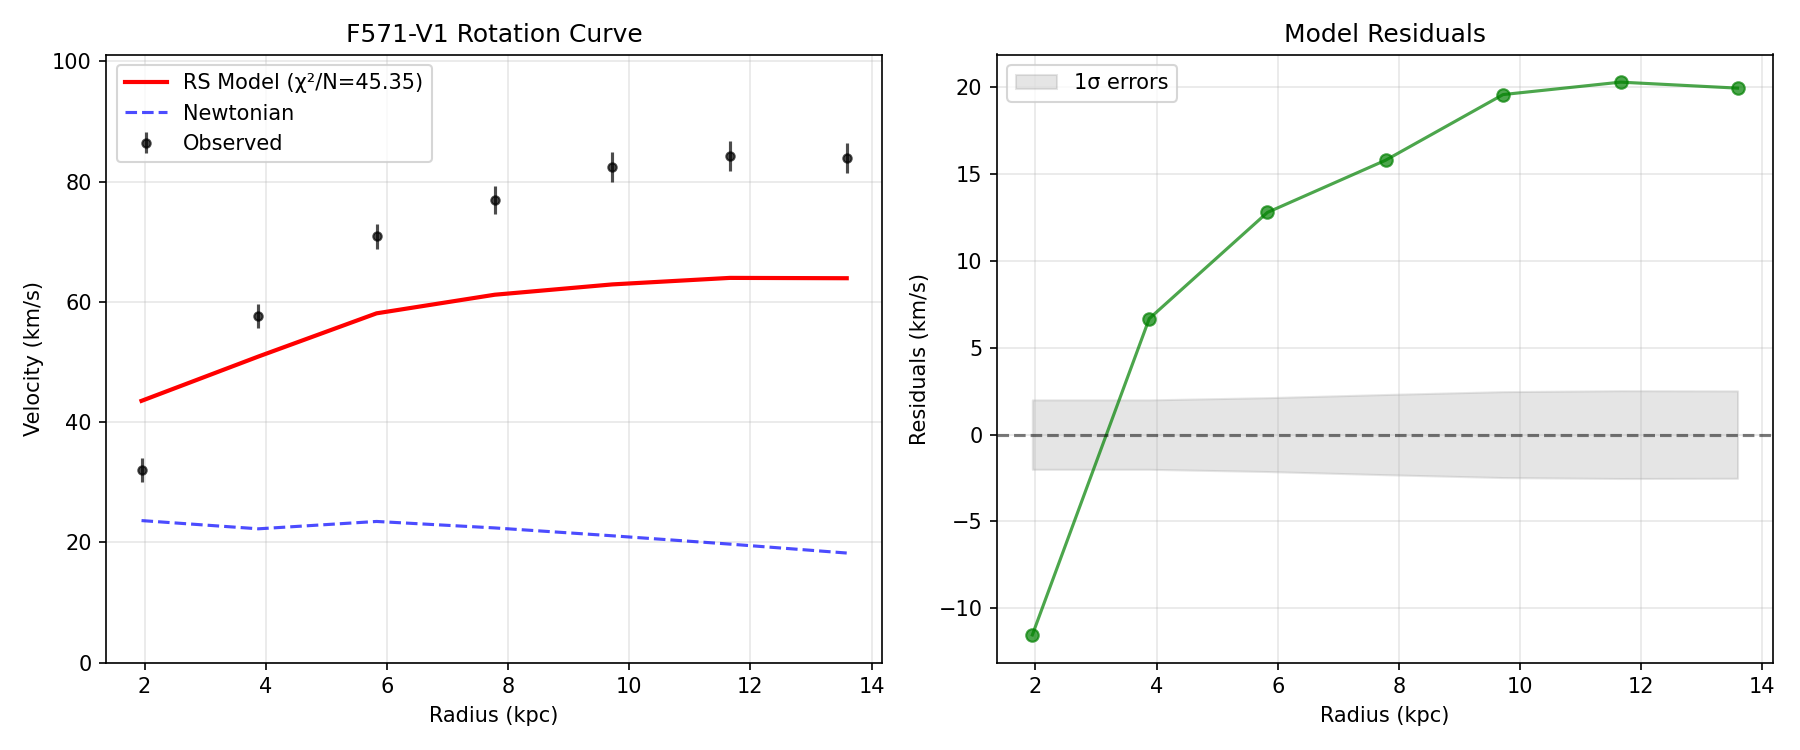 F571-V1 Rotation Curve
RS Model (χ²/N=45.35)
Newtonian
Observed
100
80
60
40
20
0
Velocity (km/s)
2 4 6 8 10 12 14
Radius (kpc)
Model Residuals
1σ errors
20
15
10
5
0
−5
−10
Residuals (km/s)
2 4 6 8 10 12 14
Radius (kpc)